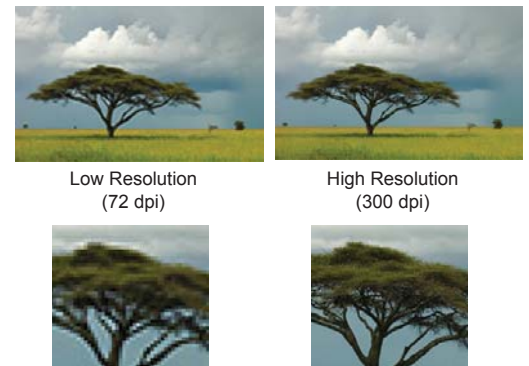 Low Resolution
(72 dpi)
High Resolution
(300 dpi)